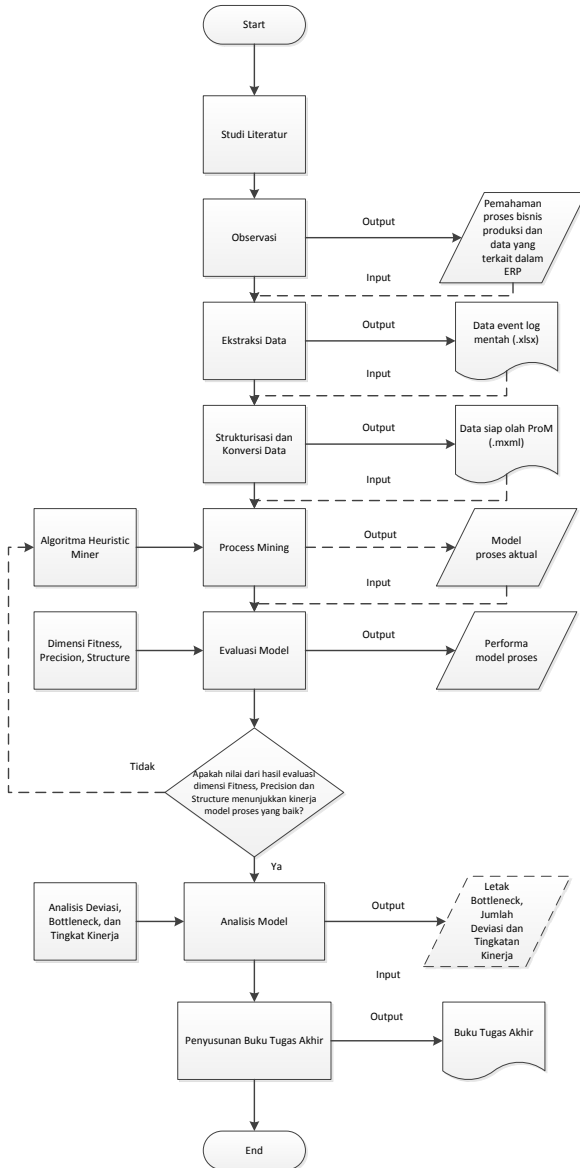 Start
Studi Literatur
Observasi
Output
Pemahaman
proses bisnis
produksi dan
data yang
terkait dalam
ERP
Input
Ekstraksi Data
Output
Data event log
mentah (.xlsx)
Input
Strukturisasi dan
Konversi Data
Output
Data siap olah ProM
(.mxml)
Input
Algoritma Heuristic
Miner
Process Mining
Output
Model
proses aktual
Input
Dimensi Fitness,
Precision, Structure
Evaluasi Model
Output
Performa
model proses
Tidak
Apakah nilai dari hasil evaluasi
dimensi Fitness, Precision dan
Structure menunjukkan kinerja
model proses yang baik?
Ya
Analisis Deviasi,
Bottleneck, dan
Tingkat Kinerja
Analisis Model
Output
Letak
Bottleneck,
Jumlah
Deviasi dan
Tingkatan
Kinerja
Input
Penyusunan Buku Tugas Akhir
Output
Buku Tugas Akhir
End